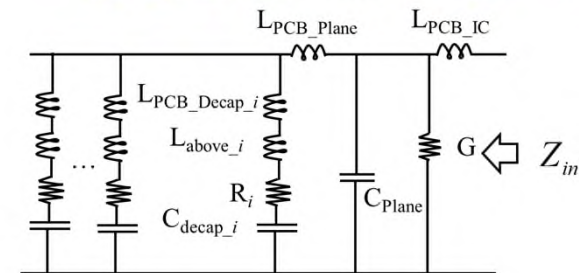 L_PCB_Plane
L_PCB_IC
L_PCB_Decap_i
L_above_i
...
R_i
C_decap_i
C_Plane
G
Z_in